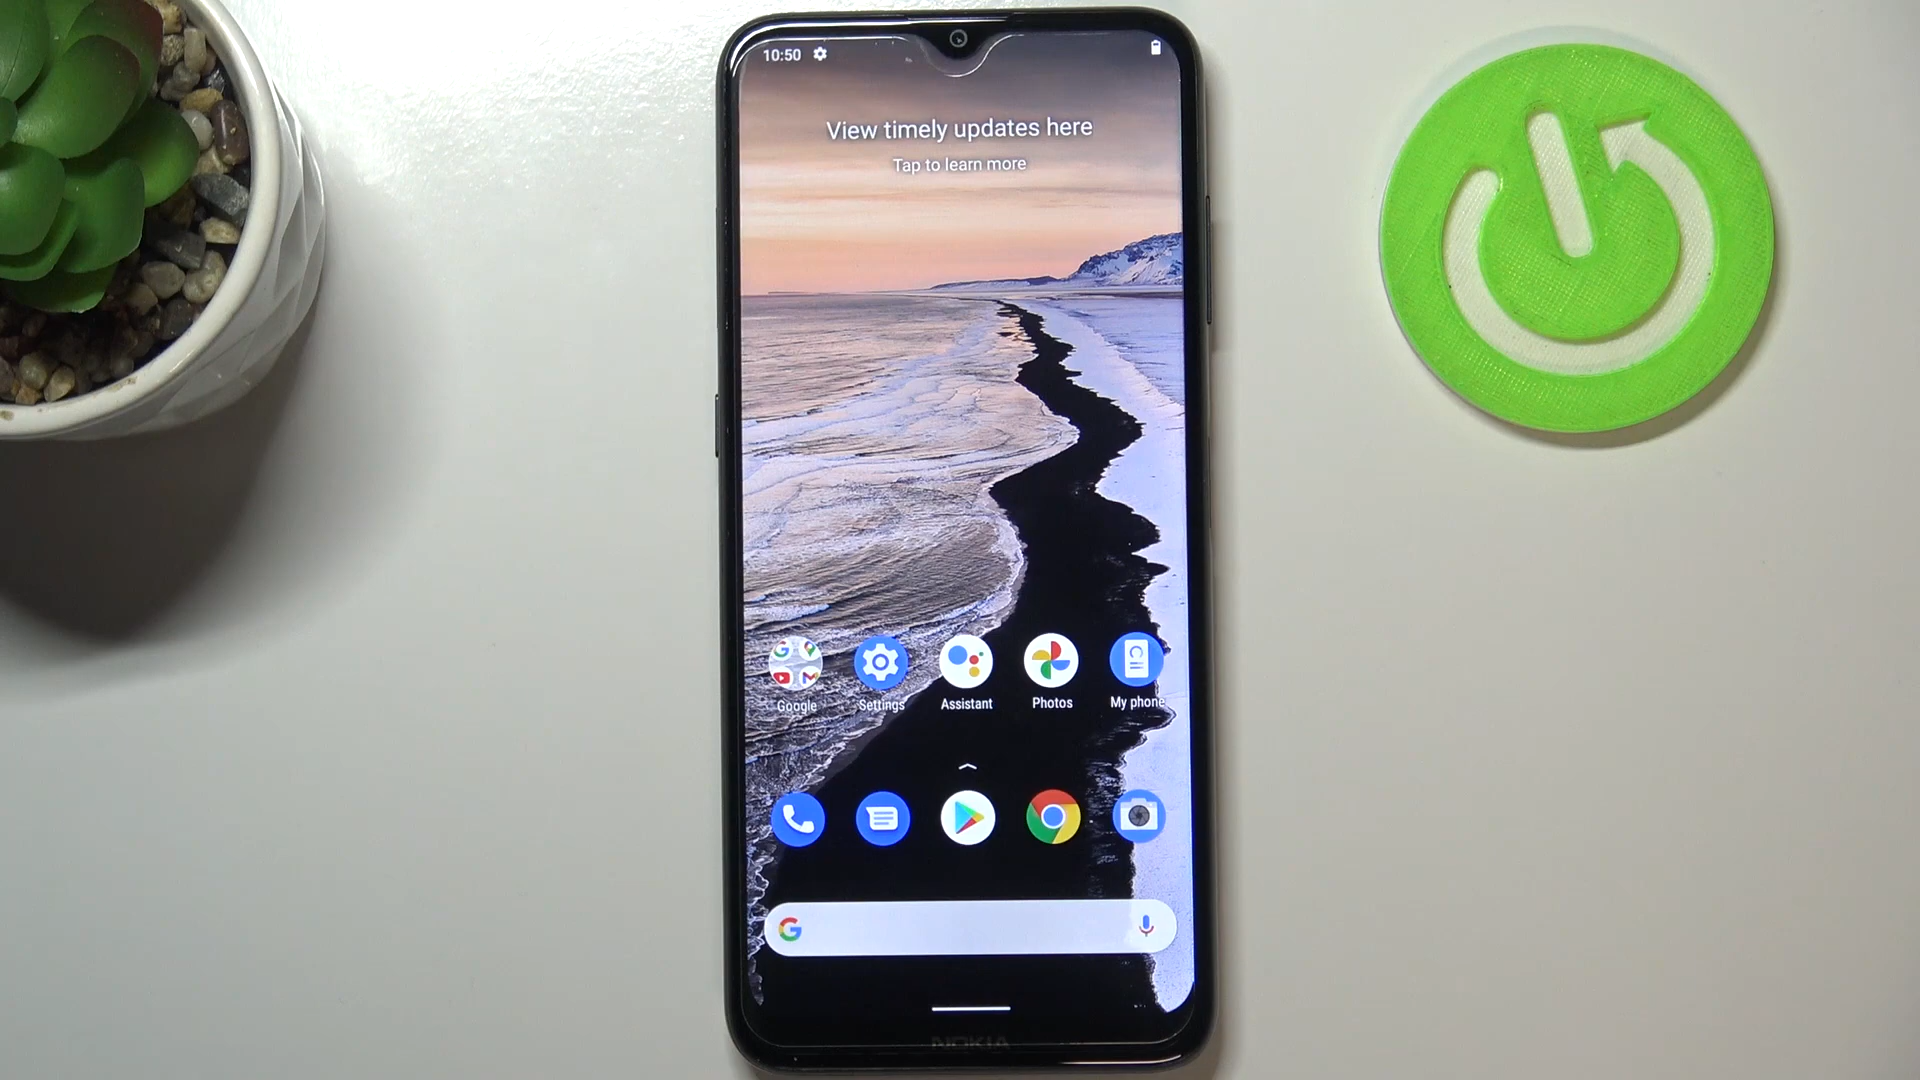 10:50
View timely updates here
Tap to learn more
Google Settings Assistant Photos My phone
NOKIA